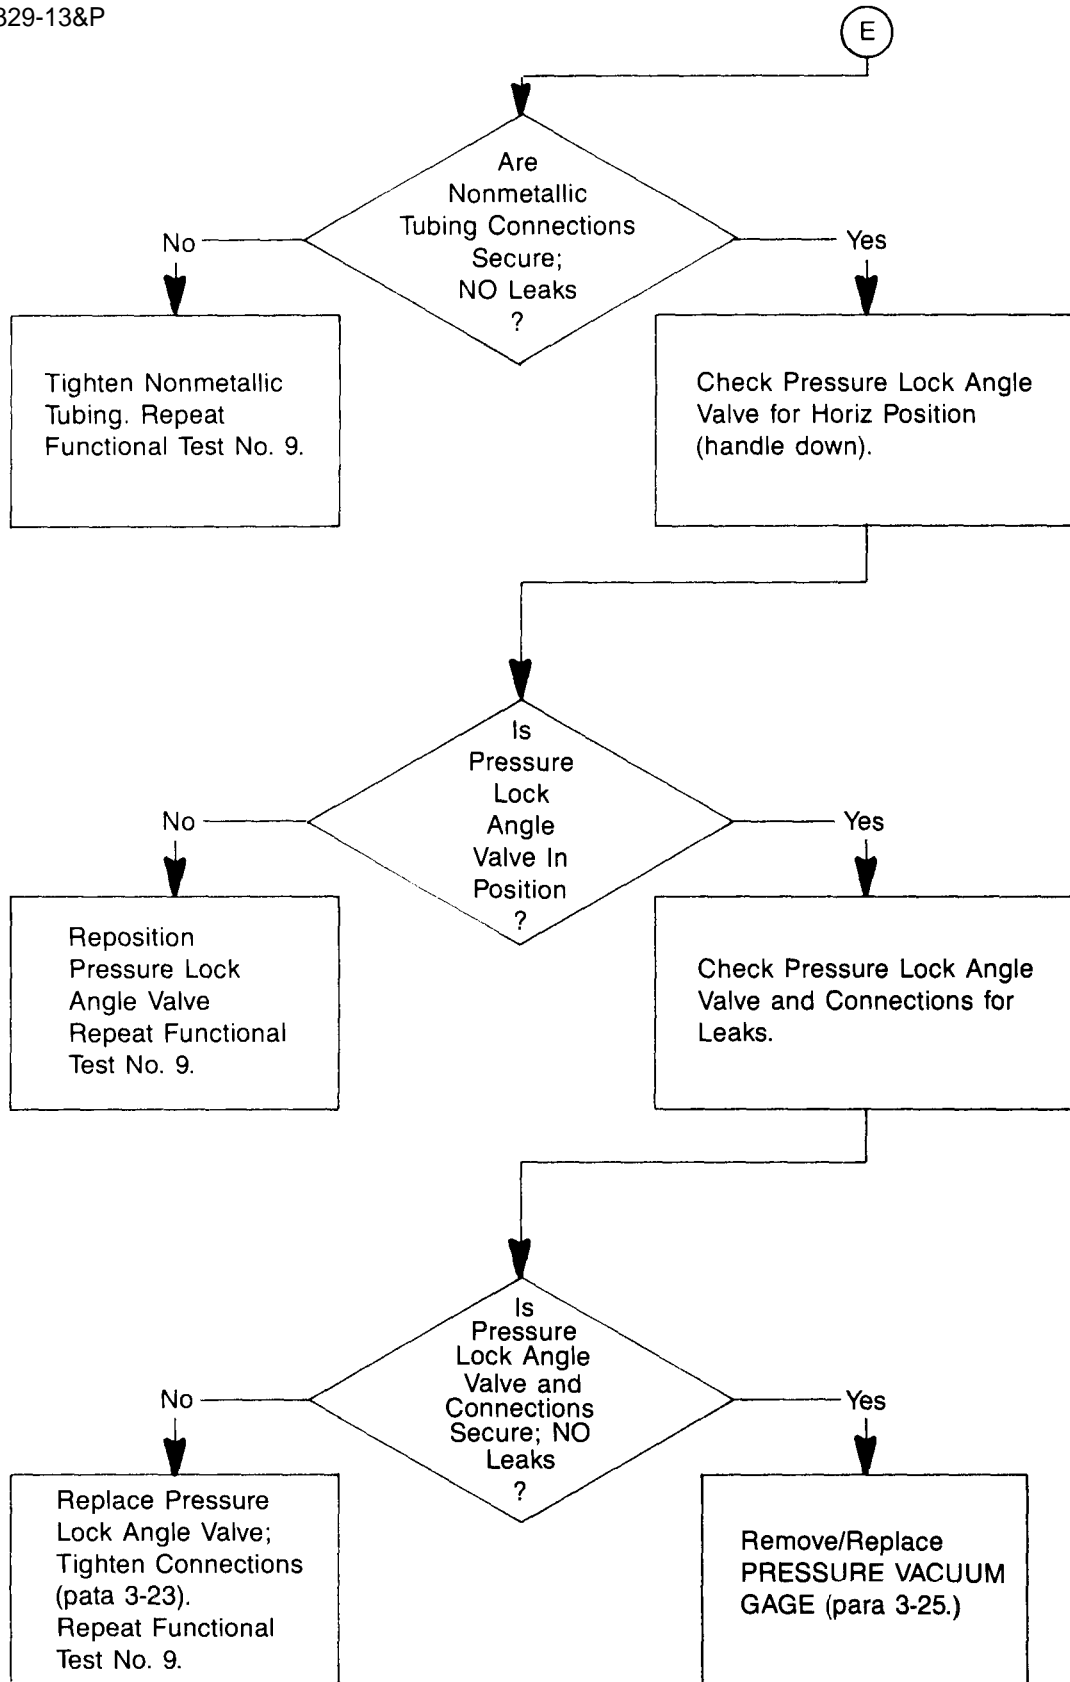 329-13&P
E
Are
Nonmetallic
Tubing Connections
Secure;
NO Leaks
?
No
Yes
Tighten Nonmetallic
Tubing. Repeat
Functional Test No. 9.
Check Pressure Lock Angle
Valve for Horiz Position
(handle down).
Is
Pressure
Lock
Angle
Valve In
Position
?
No
Yes
Reposition
Pressure Lock
Angle Valve
Repeat Functional
Test No. 9.
Check Pressure Lock Angle
Valve and Connections for
Leaks.
Is
Pressure
Lock Angle
Valve and
Connections
Secure; NO
Leaks
?
No
Yes
Replace Pressure
Lock Angle Valve;
Tighten Connections
(pata 3-23).
Repeat Functional
Test No. 9.
Remove/Replace
PRESSURE VACUUM
GAGE (para 3-25.)